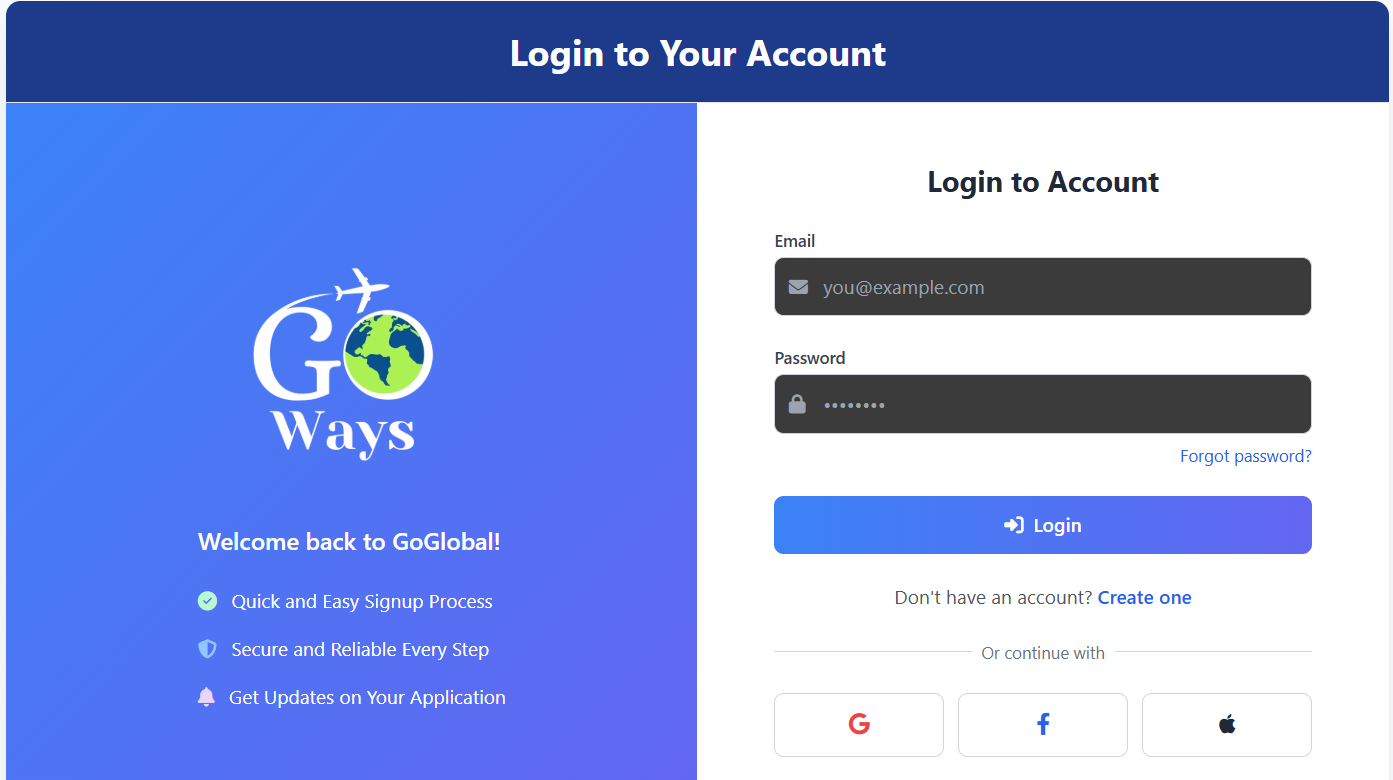 Login to Your Account
GO
Ways
Welcome back to GoGlobal!
Quick and Easy Signup Process
Secure and Reliable Every Step
Get Updates on Your Application
Login to Account
Email
you@example.com
Password
••••••••
Forgot password?
Login
Don't have an account? Create one
Or continue with